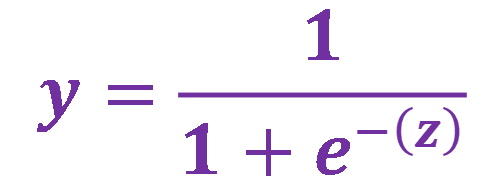 y = 1 / (1 + e^{-(z)})